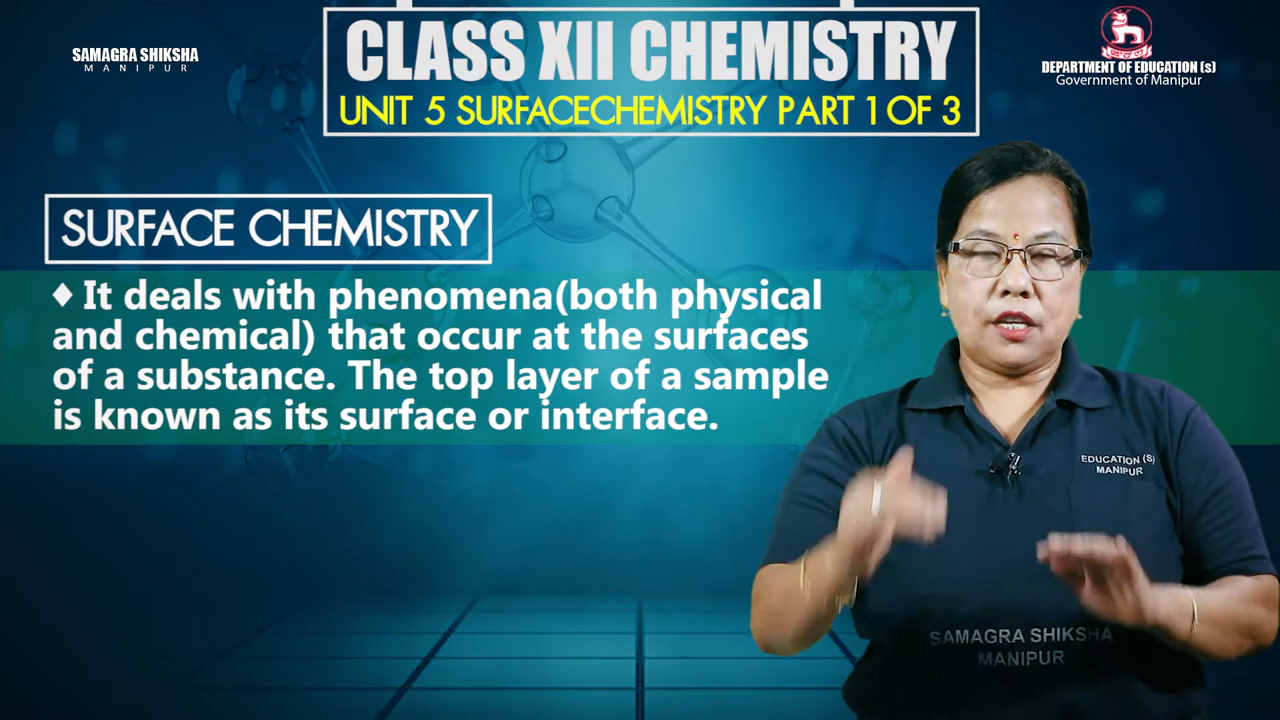 SAMAGRA SHIKSHA
MANIPUR
CLASS XII CHEMISTRY
UNIT 5 SURFACECHEMISTRY PART 1 OF 3
DEPARTMENT OF EDUCATION (s)
Government of Manipur
SURFACE CHEMISTRY
♦ It deals with phenomena(both physical
and chemical) that occur at the surfaces
of a substance. The top layer of a sample
is known as its surface or interface.
EDUCATION (S)
MANIPUR
SAMAGRA SHIKSHA
MANIPUR